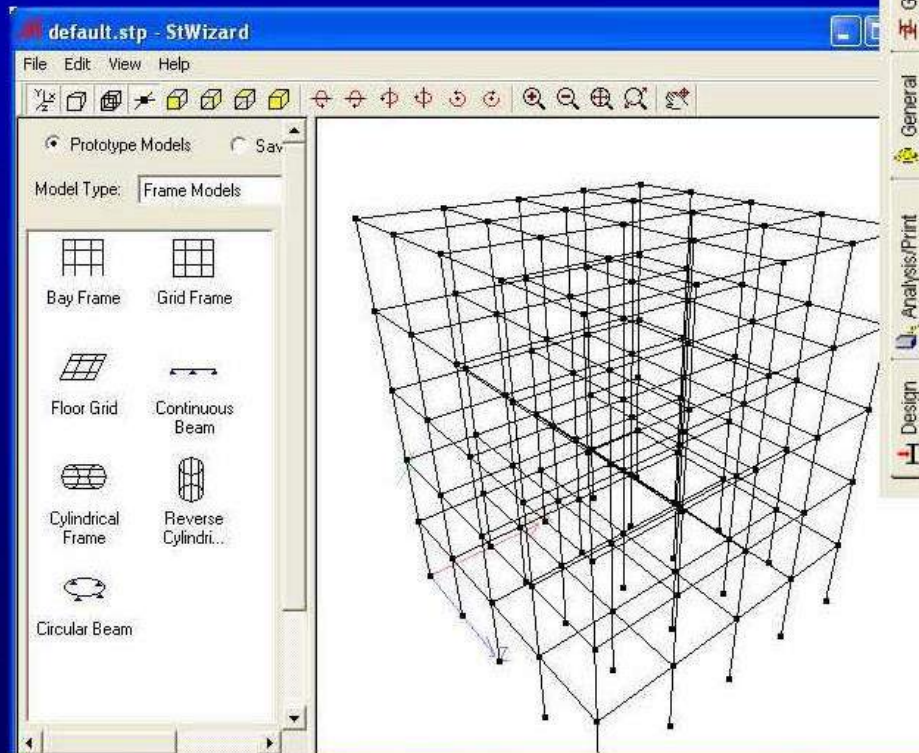 default.stp - StWizard
File Edit View Help
Prototype Models
Model Type: Frame Models
Bay Frame
Grid Frame
Floor Grid
Continuous
Beam
Cylindrical
Frame
Reverse
Cylindri...
Circular Beam
Z
General
Analysis/Print
Design